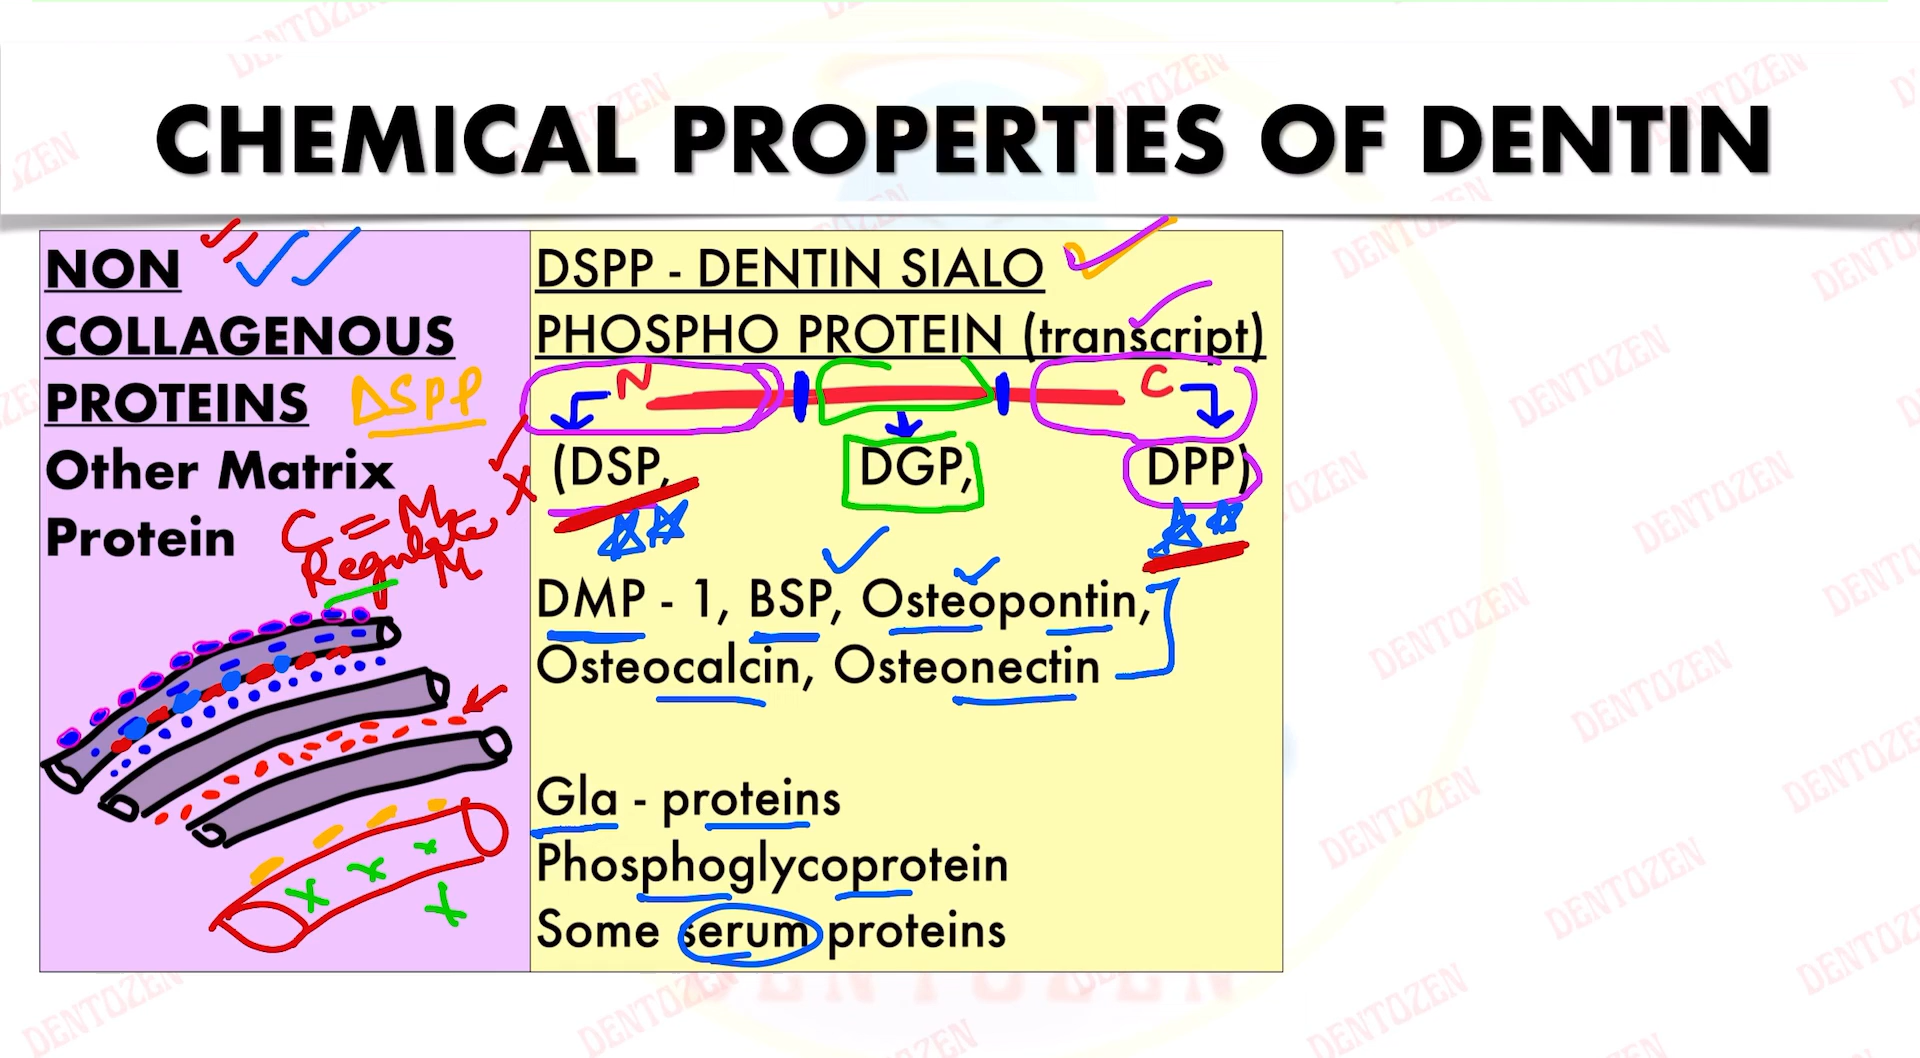 CHEMICAL PROPERTIES OF DENTIN
NON
COLLAGENOUS
PROTEINS DSPP
Other Matrix
Protein
C = M
Regulate
M
DSPP - DENTIN SIALO
PHOSPHO PROTEIN (transcript)
N C
(DSP, DGP, DPP)
DMP - 1, BSP, Osteopontin,
Osteocalcin, Osteonectin
Gla - proteins
Phosphoglycoprotein
Some serum proteins
DENTOZEN